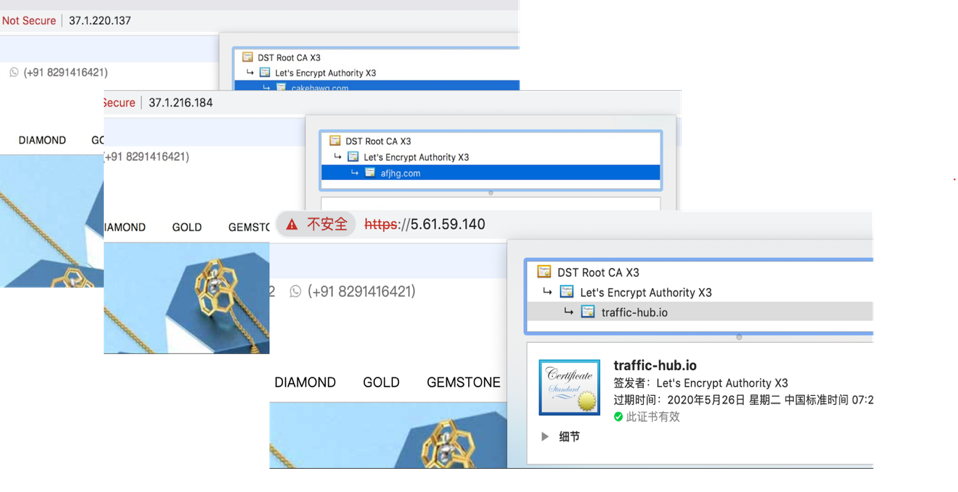 Not Secure | 37.1.220.137
DST Root CA X3
Let's Encrypt Authority X3
cakehawq.com
(+91 8291416421)
DIAMOND GO
Secure | 37.1.216.184
DST Root CA X3
Let's Encrypt Authority X3
afjhg.com
(+91 8291416421)
IAMOND GOLD GEMSTO
不安全 https://5.61.59.140
DST Root CA X3
Let's Encrypt Authority X3
traffic-hub.io
2 (+91 8291416421)
DIAMOND GOLD GEMSTONE
Certificate
Standard
traffic-hub.io
签发者：Let's Encrypt Authority X3
过期时间：2020年5月26日 星期二 中国标准时间 07:2
此证书有效
细节